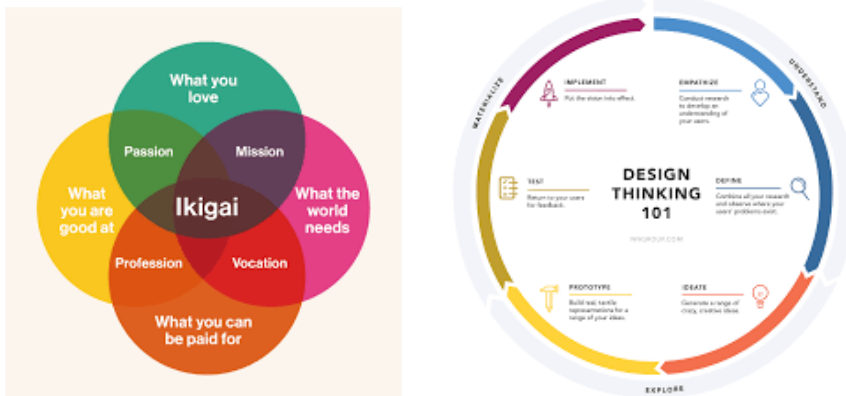 What you
love
Passion
Mission
What
you are
good at
Ikigai
What the
world
needs
Profession
Vocation
What you can
be paid for
UNDERSTAND
MATERIALIZE
EXPLORE
DESIGN
THINKING
101
NNGROUP.COM
EMPATHIZE
Conduct research
to develop an
understanding of
your users.
DEFINE
Combine all your research
and observe where your
users' problems exist.
IDEATE
Generate a range of
crazy, creative ideas.
PROTOTYPE
Build real, tactile
representations for a
range of your ideas.
TEST
Return to your users
for feedback.
IMPLEMENT
Put the vision into effect.